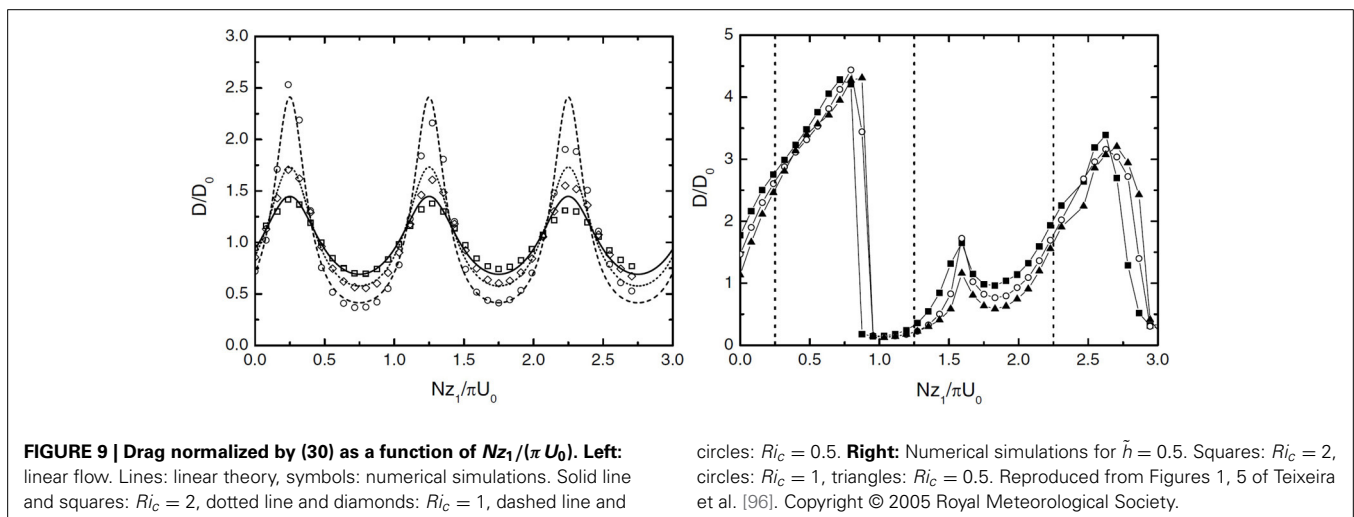 3.0
2.5
2.0
1.5
1.0
0.5
0.0
D/D₀
0.0 0.5 1.0 1.5 2.0 2.5 3.0
Nz₁/πU₀
5
4
3
2
1
0
D/D₀
0.0 0.5 1.0 1.5 2.0 2.5 3.0
Nz₁/πU₀
FIGURE 9 | Drag normalized by (30) as a function of Nz₁/(π U₀). Left:
linear flow. Lines: linear theory, symbols: numerical simulations. Solid line
and squares: Ri_c = 2, dotted line and diamonds: Ri_c = 1, dashed line and
circles: Ri_c = 0.5. Right: Numerical simulations for h̃ = 0.5. Squares: Ri_c = 2,
circles: Ri_c = 1, triangles: Ri_c = 0.5. Reproduced from Figures 1, 5 of Teixeira
et al. [96]. Copyright © 2005 Royal Meteorological Society.